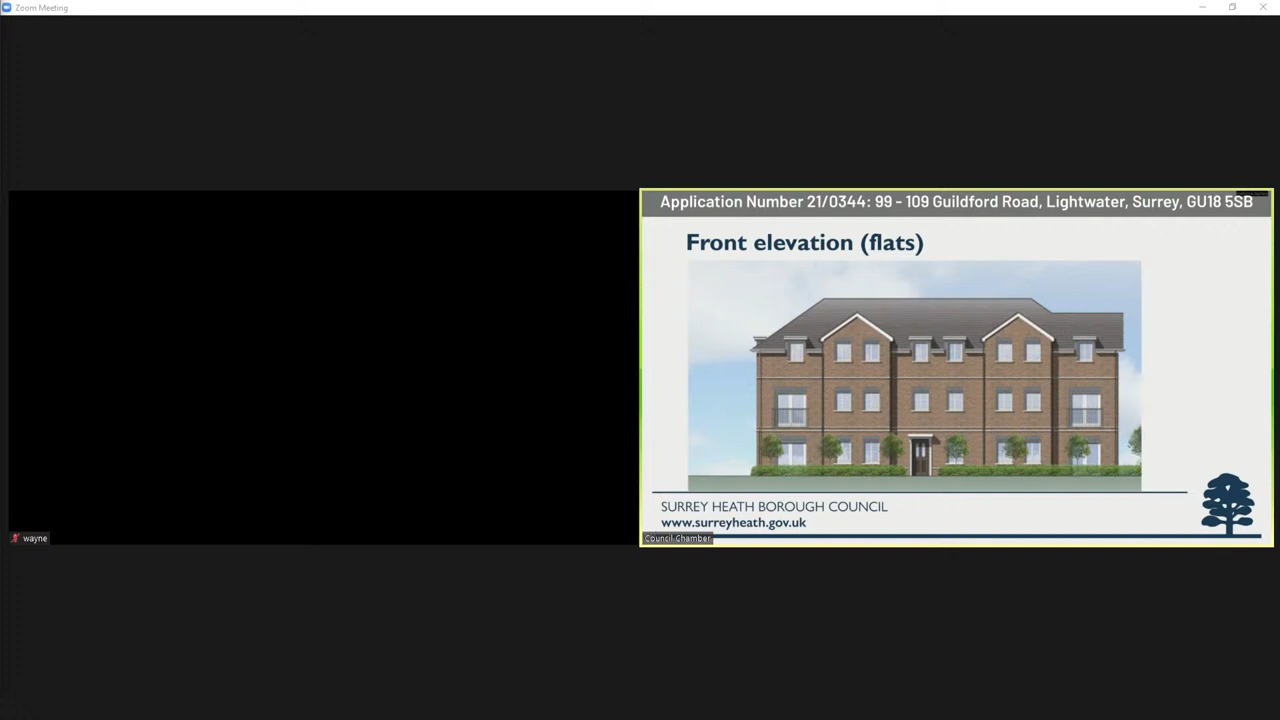 Zoom Meeting
Application Number 21/0344: 99 - 109 Guildford Road, Lightwater, Surrey, GU18 5SB
Front elevation (flats)
SURREY HEATH BOROUGH COUNCIL
www.surreyheath.gov.uk
wayne
Council Chamber